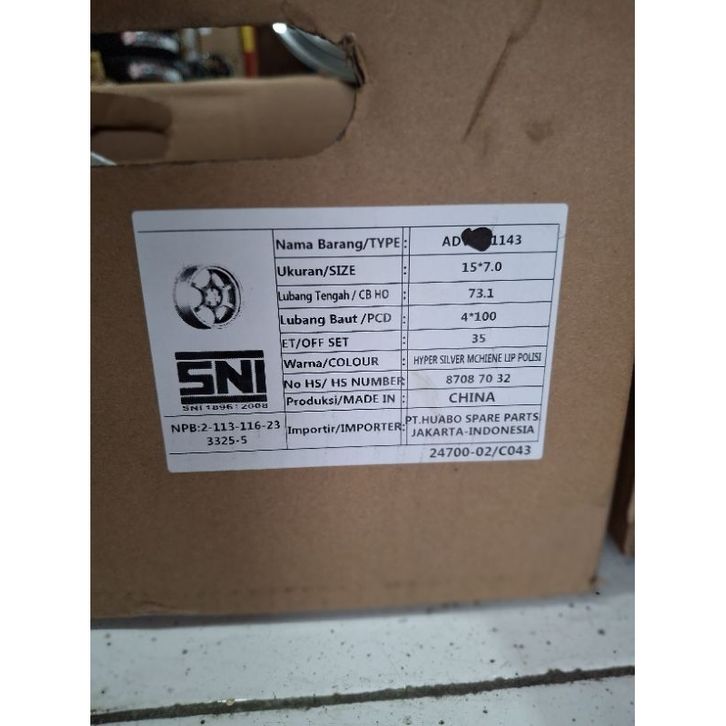 Nama Barang/TYPE : 1143
Ukuran/SIZE : 15*7.0
Lubang Tengah / CB HO : 73.1
Lubang Baut /PCD : 4*100
ET/OFF SET : 35
Warna/COLOUR : HYPER SILVER MCHIENE LIP POLISI
No HS/ HS NUMBER : 8708 70 32
Produksi/MADE IN : CHINA
Importir/IMPORTER: PT.HUABO SPARE PARTS
JAKARTA-INDONESIA
24700-02/C043
SNI
SNI 1896 : 2008
NPB:2-113-116-23
3325-5